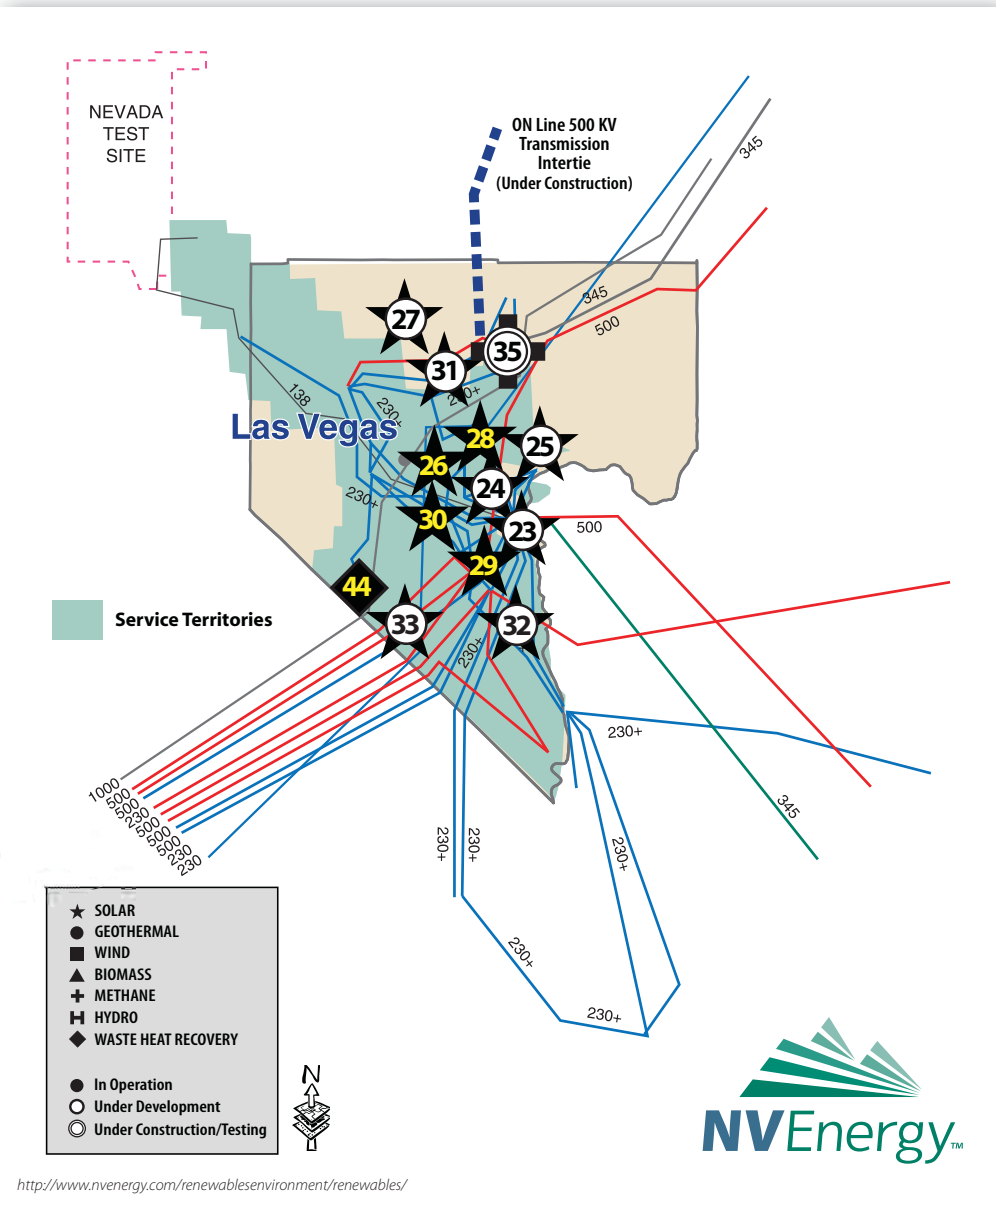 NEVADA
TEST
SITE
ON Line 500 KV
Transmission
Intertie
(Under Construction)
345
345
500
27
35
31
230+
138
230+
Las Vegas
28
25
26
24
230+
30
23
500
29
44
33
32
Service Territories
230+
230+
1000
500
500
230
500
500
500
230
230
345
230+
230+
230+
230+
230+
SOLAR
GEOTHERMAL
WIND
BIOMASS
METHANE
HYDRO
WASTE HEAT RECOVERY
In Operation
Under Development
Under Construction/Testing
N
NVEnergy™
http://www.nvenergy.com/renewablesenvironment/renewables/